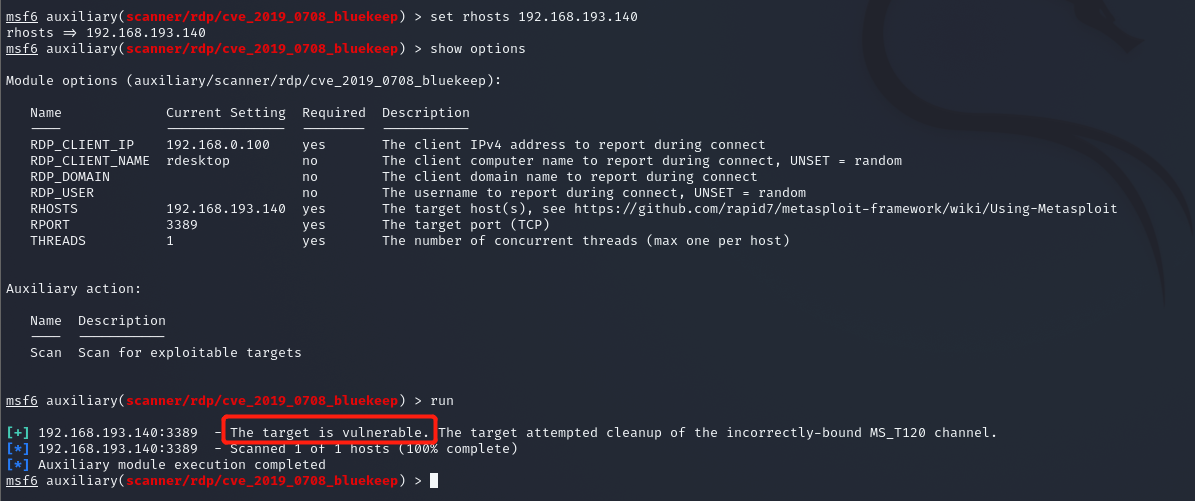 msf6 auxiliary(scanner/rdp/cve_2019_0708_bluekeep) > set rhosts 192.168.193.140
rhosts => 192.168.193.140
msf6 auxiliary(scanner/rdp/cve_2019_0708_bluekeep) > show options
Module options (auxiliary/scanner/rdp/cve_2019_0708_bluekeep):
Name Current Setting Required Description
---- --------------- -------- -----------
RDP_CLIENT_IP 192.168.0.100 yes The client IPv4 address to report during connect
RDP_CLIENT_NAME rdesktop no The client computer name to report during connect, UNSET = random
RDP_DOMAIN no The client domain name to report during connect
RDP_USER no The username to report during connect, UNSET = random
RHOSTS 192.168.193.140 yes The target host(s), see https://github.com/rapid7/metasploit-framework/wiki/Using-Metasploit
RPORT 3389 yes The target port (TCP)
THREADS 1 yes The number of concurrent threads (max one per host)
Auxiliary action:
Name Description
---- -----------
Scan Scan for exploitable targets
msf6 auxiliary(scanner/rdp/cve_2019_0708_bluekeep) > run
[+] 192.168.193.140:3389 - The target is vulnerable. The target attempted cleanup of the incorrectly-bound MS_T120 channel.
[*] 192.168.193.140:3389 - Scanned 1 of 1 hosts (100% complete)
[*] Auxiliary module execution completed
msf6 auxiliary(scanner/rdp/cve_2019_0708_bluekeep) >